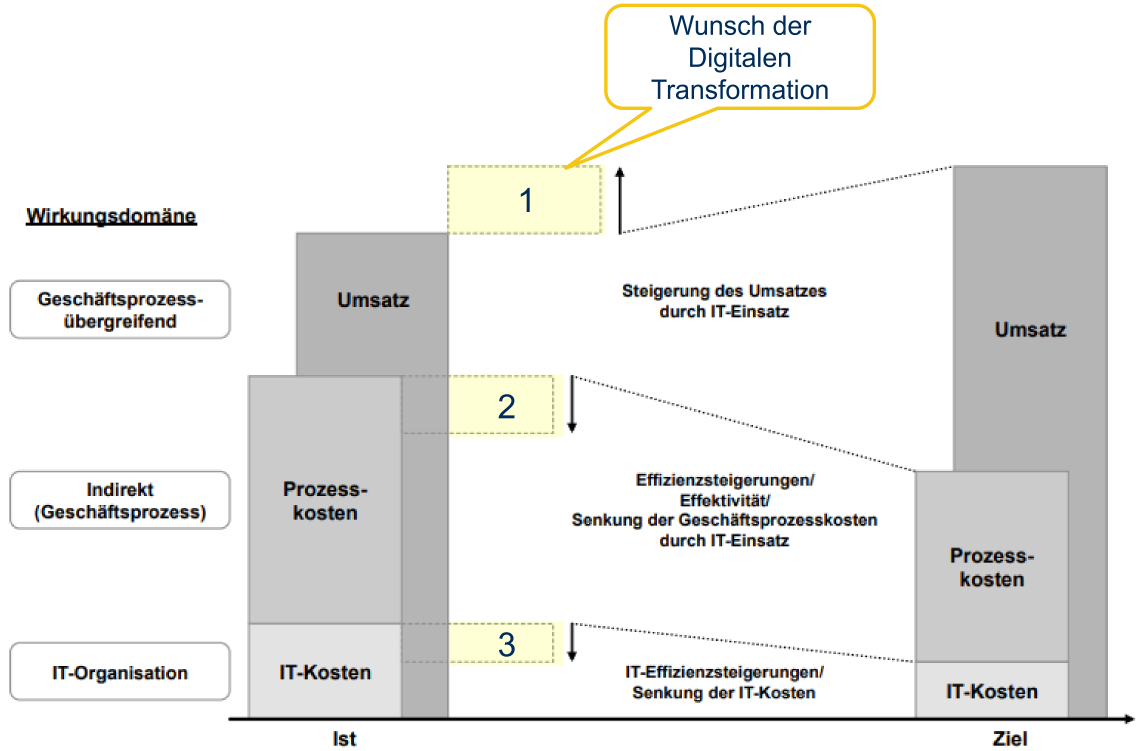 Wunsch der
Digitalen
Transformation
1
Wirkungsdomäne
Geschäftsprozess-
übergreifend
Umsatz
Steigerung des Umsatzes
durch IT-Einsatz
Umsatz
2
Indirekt
(Geschäftsprozess)
Prozess-
kosten
Effizienzsteigerungen/
Effektivität/
Senkung der Geschäftsprozesskosten
durch IT-Einsatz
Prozess-
kosten
3
IT-Organisation
IT-Kosten
IT-Effizienzsteigerungen/
Senkung der IT-Kosten
IT-Kosten
Ist
Ziel